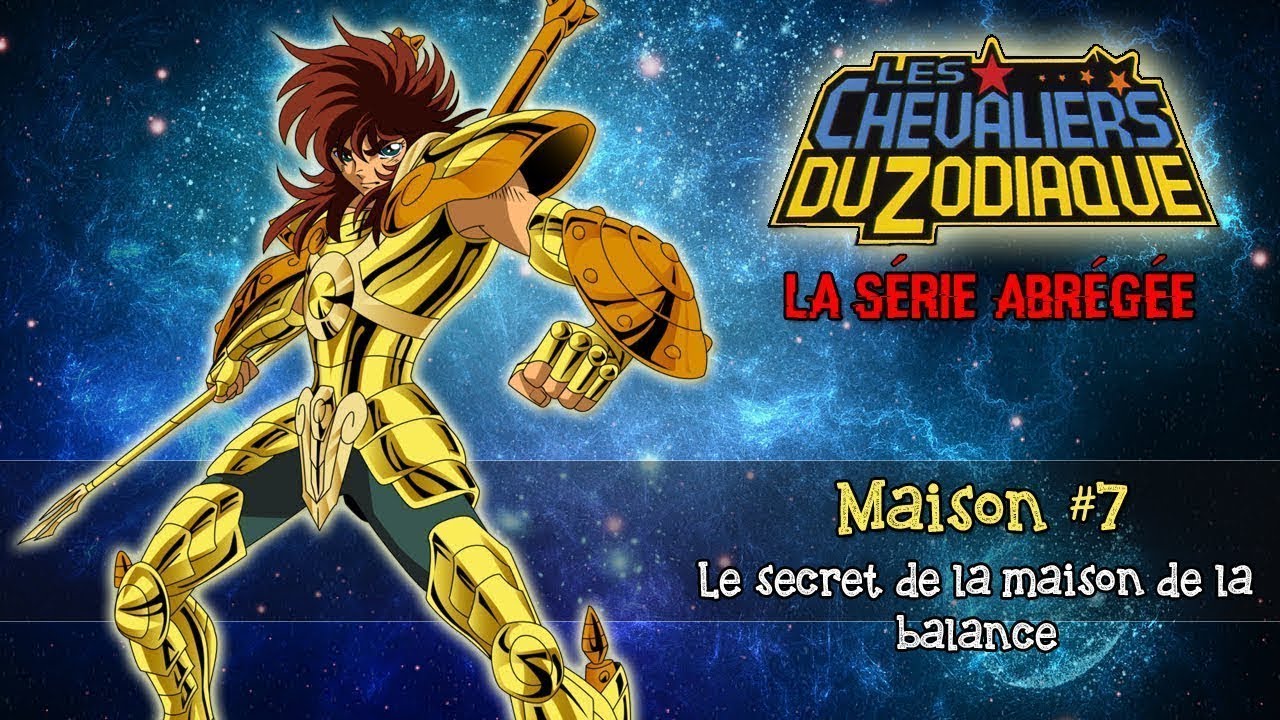 LES
CHEVALIERS
DU ZODIAQUE
LA SÉRIE ABRÉGÉE
Maison #7
Le secret de la maison de la
balance